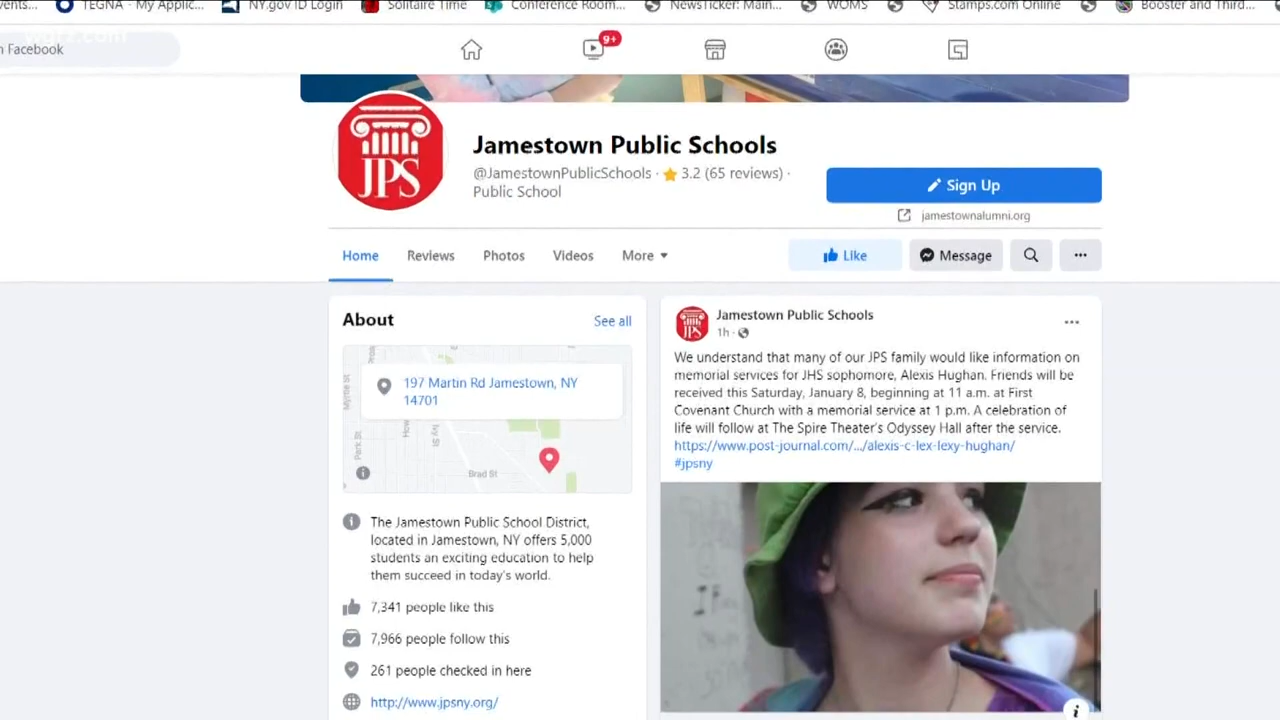 vents...
TEGNA - My Applic...
NY.gov ID Login
Solitaire Time
Conference Room...
NewsTicker: Main...
WOMS
Stamps.com Online
Booster and Third...
n Facebook
9+
JPS
Jamestown Public Schools
@JamestownPublicSchools · 3.2 (65 reviews) ·
Public School
Sign Up
jamestownalumni.org
Home
Reviews
Photos
Videos
More
Like
Message
About
See all
197 Martin Rd Jamestown, NY
14701
Myrtle St
Park St
Ivy St
Brad St
The Jamestown Public School District,
located in Jamestown, NY offers 5,000
students an exciting education to help
them succeed in today's world.
7,341 people like this
7,966 people follow this
261 people checked in here
http://www.jpsny.org/
JPS
Jamestown Public Schools
1h ·
We understand that many of our JPS family would like information on
memorial services for JHS sophomore, Alexis Hughan. Friends will be
received this Saturday, January 8, beginning at 11 a.m. at First
Covenant Church with a memorial service at 1 p.m. A celebration of
life will follow at The Spire Theater's Odyssey Hall after the service.
https://www.post-journal.com/.../alexis-c-lex-lexy-hughan/
#jpsny